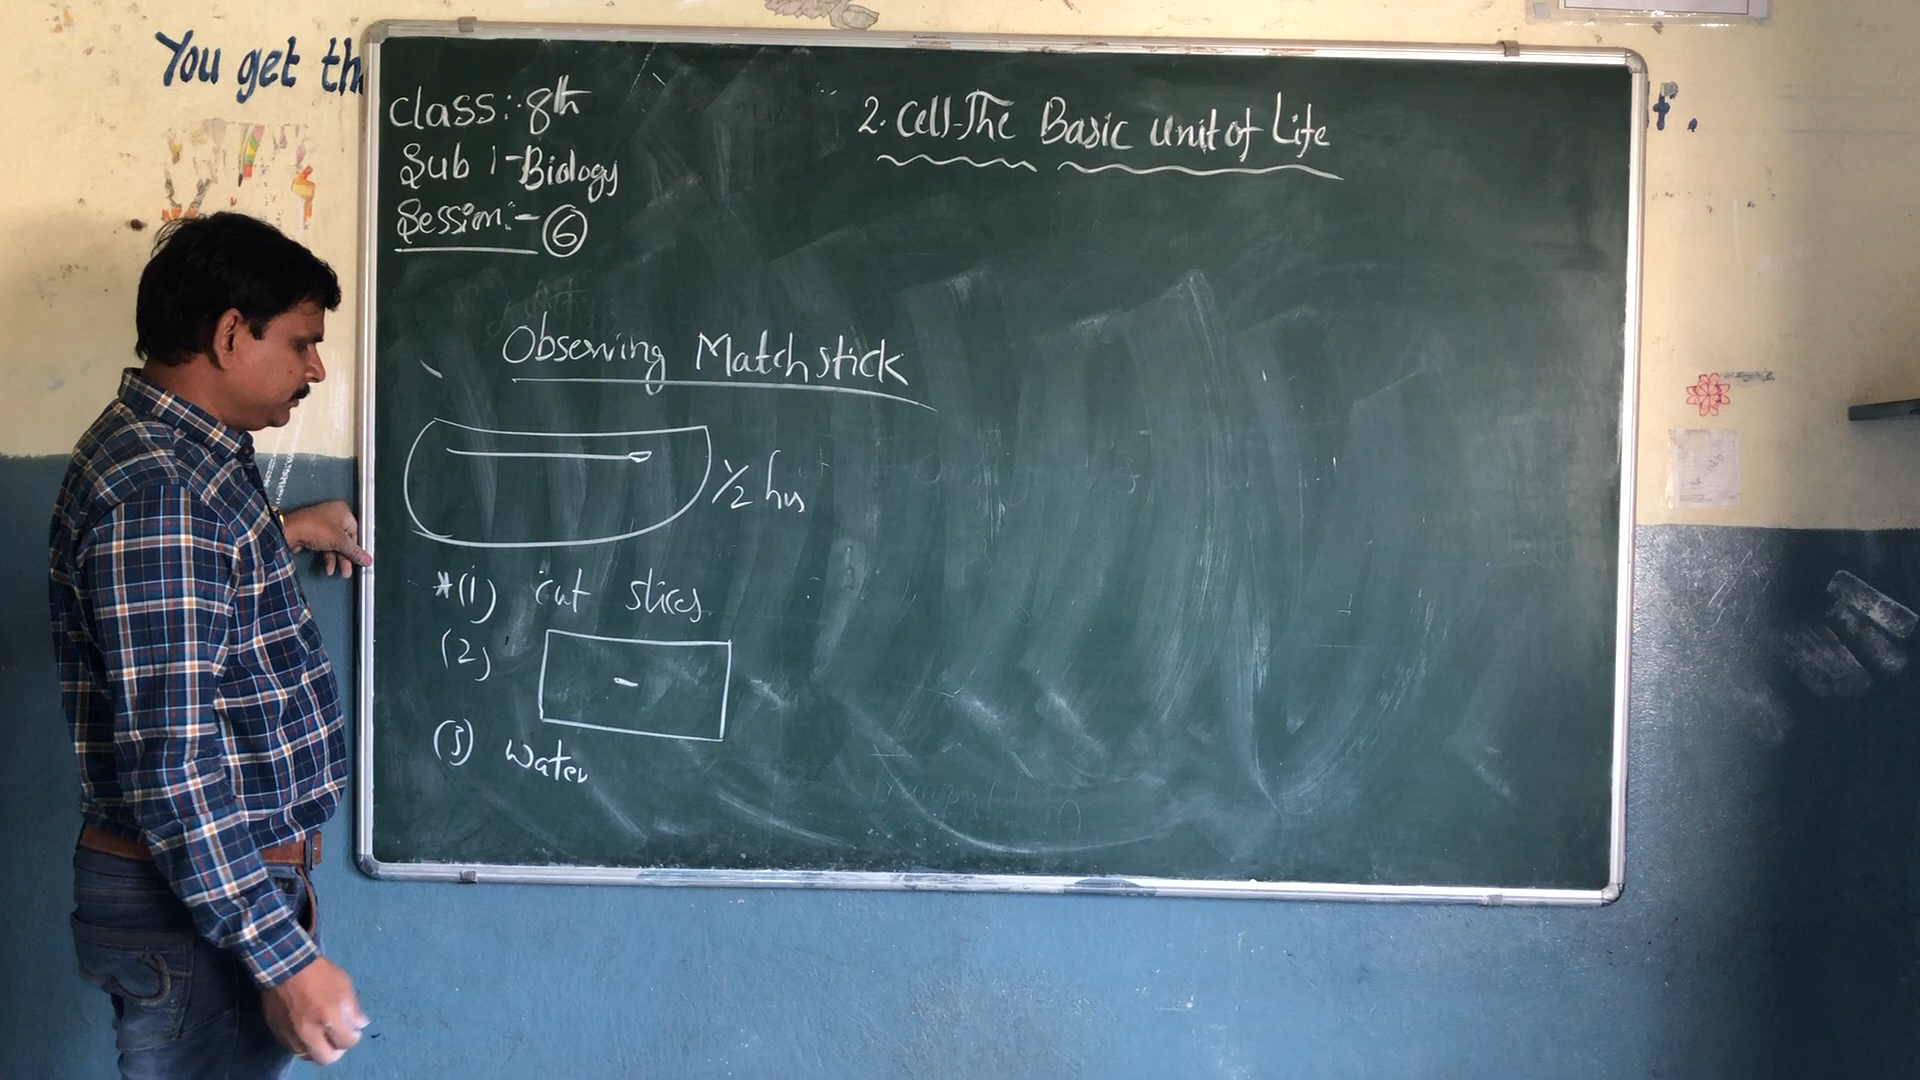 You get th
t.
Class: 8th
Sub :- Biology
Session:- 6
2. Cell-The Basic Unit of Life
Observing Matchstick
1/2 hrs
*(1) cut slices
(2)
(3) water